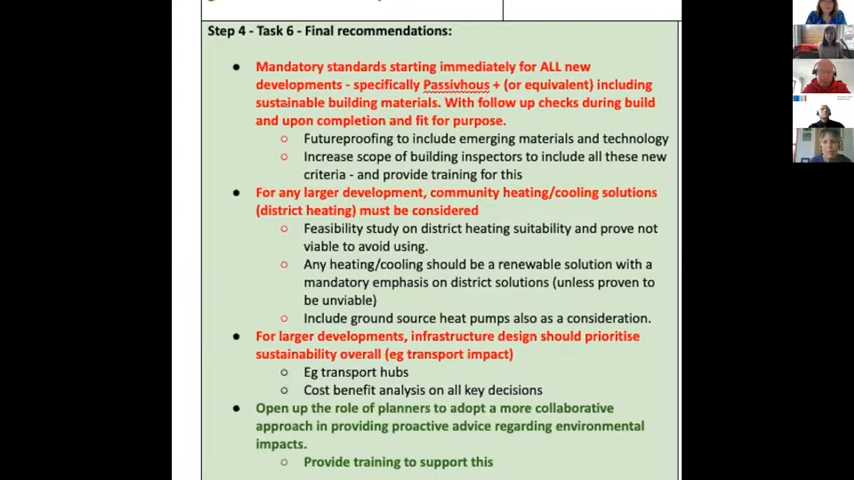 Step 4 - Task 6 - Final recommendations:
● Mandatory standards starting immediately for ALL new
developments - specifically Passivhous + (or equivalent) including
sustainable building materials. With follow up checks during build
and upon completion and fit for purpose.
○ Futureproofing to include emerging materials and technology
○ Increase scope of building inspectors to include all these new
criteria - and provide training for this
● For any larger development, community heating/cooling solutions
(district heating) must be considered
○ Feasibility study on district heating suitability and prove not
viable to avoid using.
○ Any heating/cooling should be a renewable solution with a
mandatory emphasis on district solutions (unless proven to
be unviable)
○ Include ground source heat pumps also as a consideration.
● For larger developments, infrastructure design should prioritise
sustainability overall (eg transport impact)
○ Eg transport hubs
○ Cost benefit analysis on all key decisions
● Open up the role of planners to adopt a more collaborative
approach in providing proactive advice regarding environmental
impacts.
○ Provide training to support this